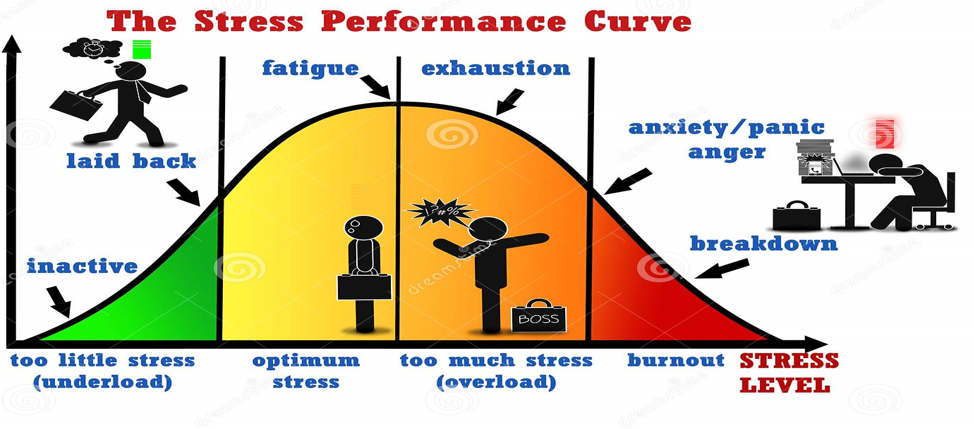 The Stress Performance Curve
fatigue
exhaustion
anxiety/panic
anger
laid back
!?#%
breakdown
inactive
BOSS
too little stress
(underload)
optimum
stress
too much stress
(overload)
burnout
STRESS
LEVEL